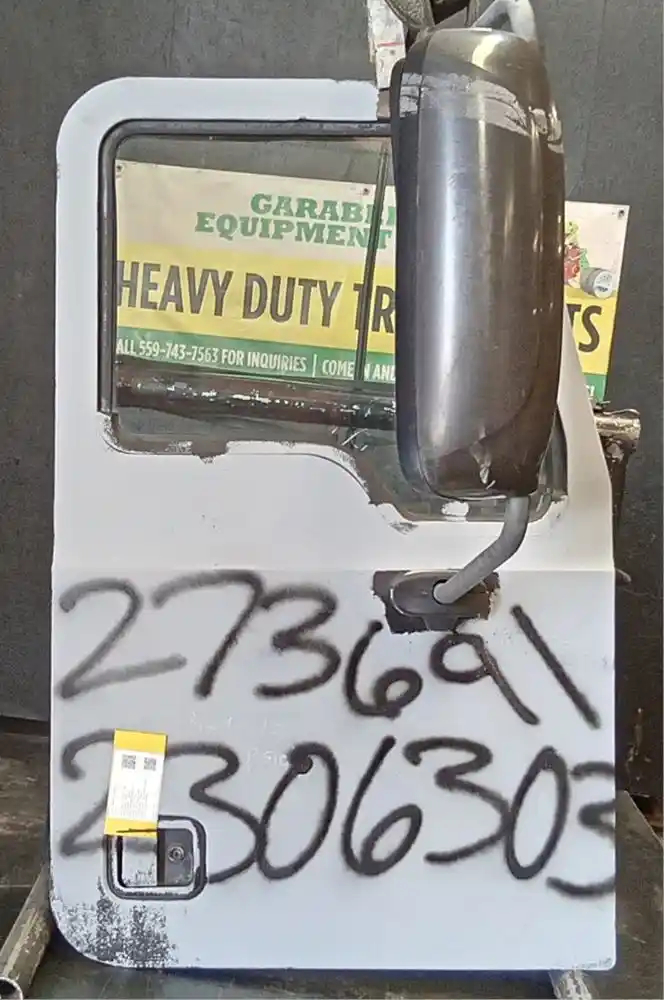 GARABE
EQUIPMENT
HEAVY DUTY TR TS
ALL 559-743-7563 FOR INQUIRIES | COME IN AND
273691
2306303